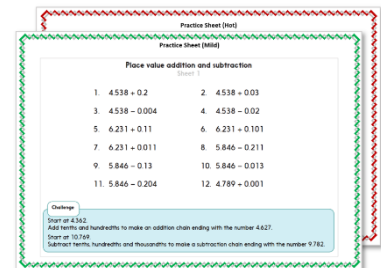 Practice Sheet (Hot)
Practice Sheet (Mild)
Place value addition and subtraction
Sheet 1
1. 4.538 + 0.2 2. 4.538 + 0.03
3. 4.538 − 0.004 4. 4.538 − 0.02
5. 6.231 + 0.11 6. 6.231 + 0.101
7. 6.231 + 0.011 8. 5.846 − 0.211
9. 5.846 − 0.13 10. 5.846 − 0.013
11. 5.846 − 0.204 12. 4.789 + 0.001
Challenge
Start at 4.362.
Add tenths and hundredths to make an addition chain ending with the number 4.627.
Start at 10.769.
Subtract tenths, hundredths and thousandths to make a subtraction chain ending with the number 9.782.